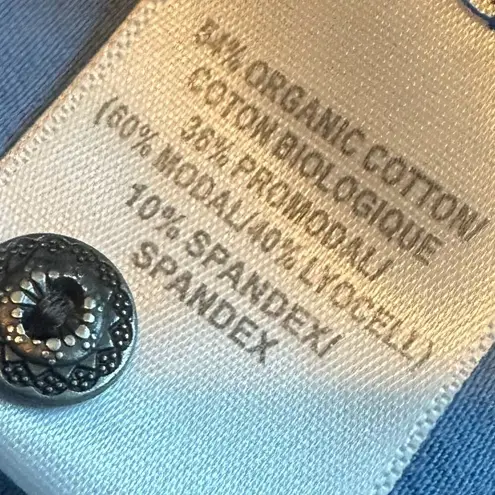 54% ORGANIC COTTON/
COTON BIOLOGIQUE
36% PROMODAL/
(60% MODAL/40% LYOCELL)
10% SPANDEX/
SPANDEX